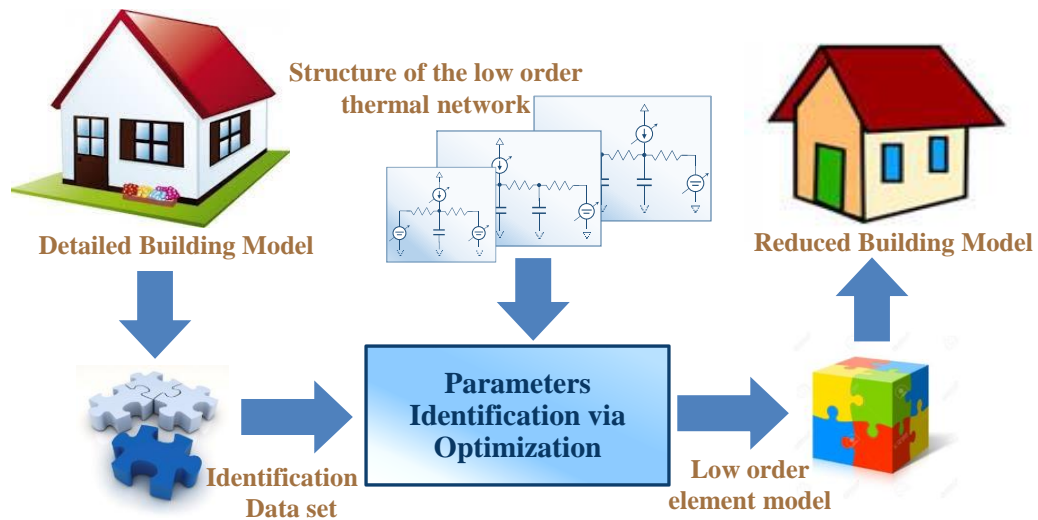 Structure of the low order
thermal network
Detailed Building Model
Reduced Building Model
Parameters
Identification via
Optimization
Identification
Data set
Low order
element model